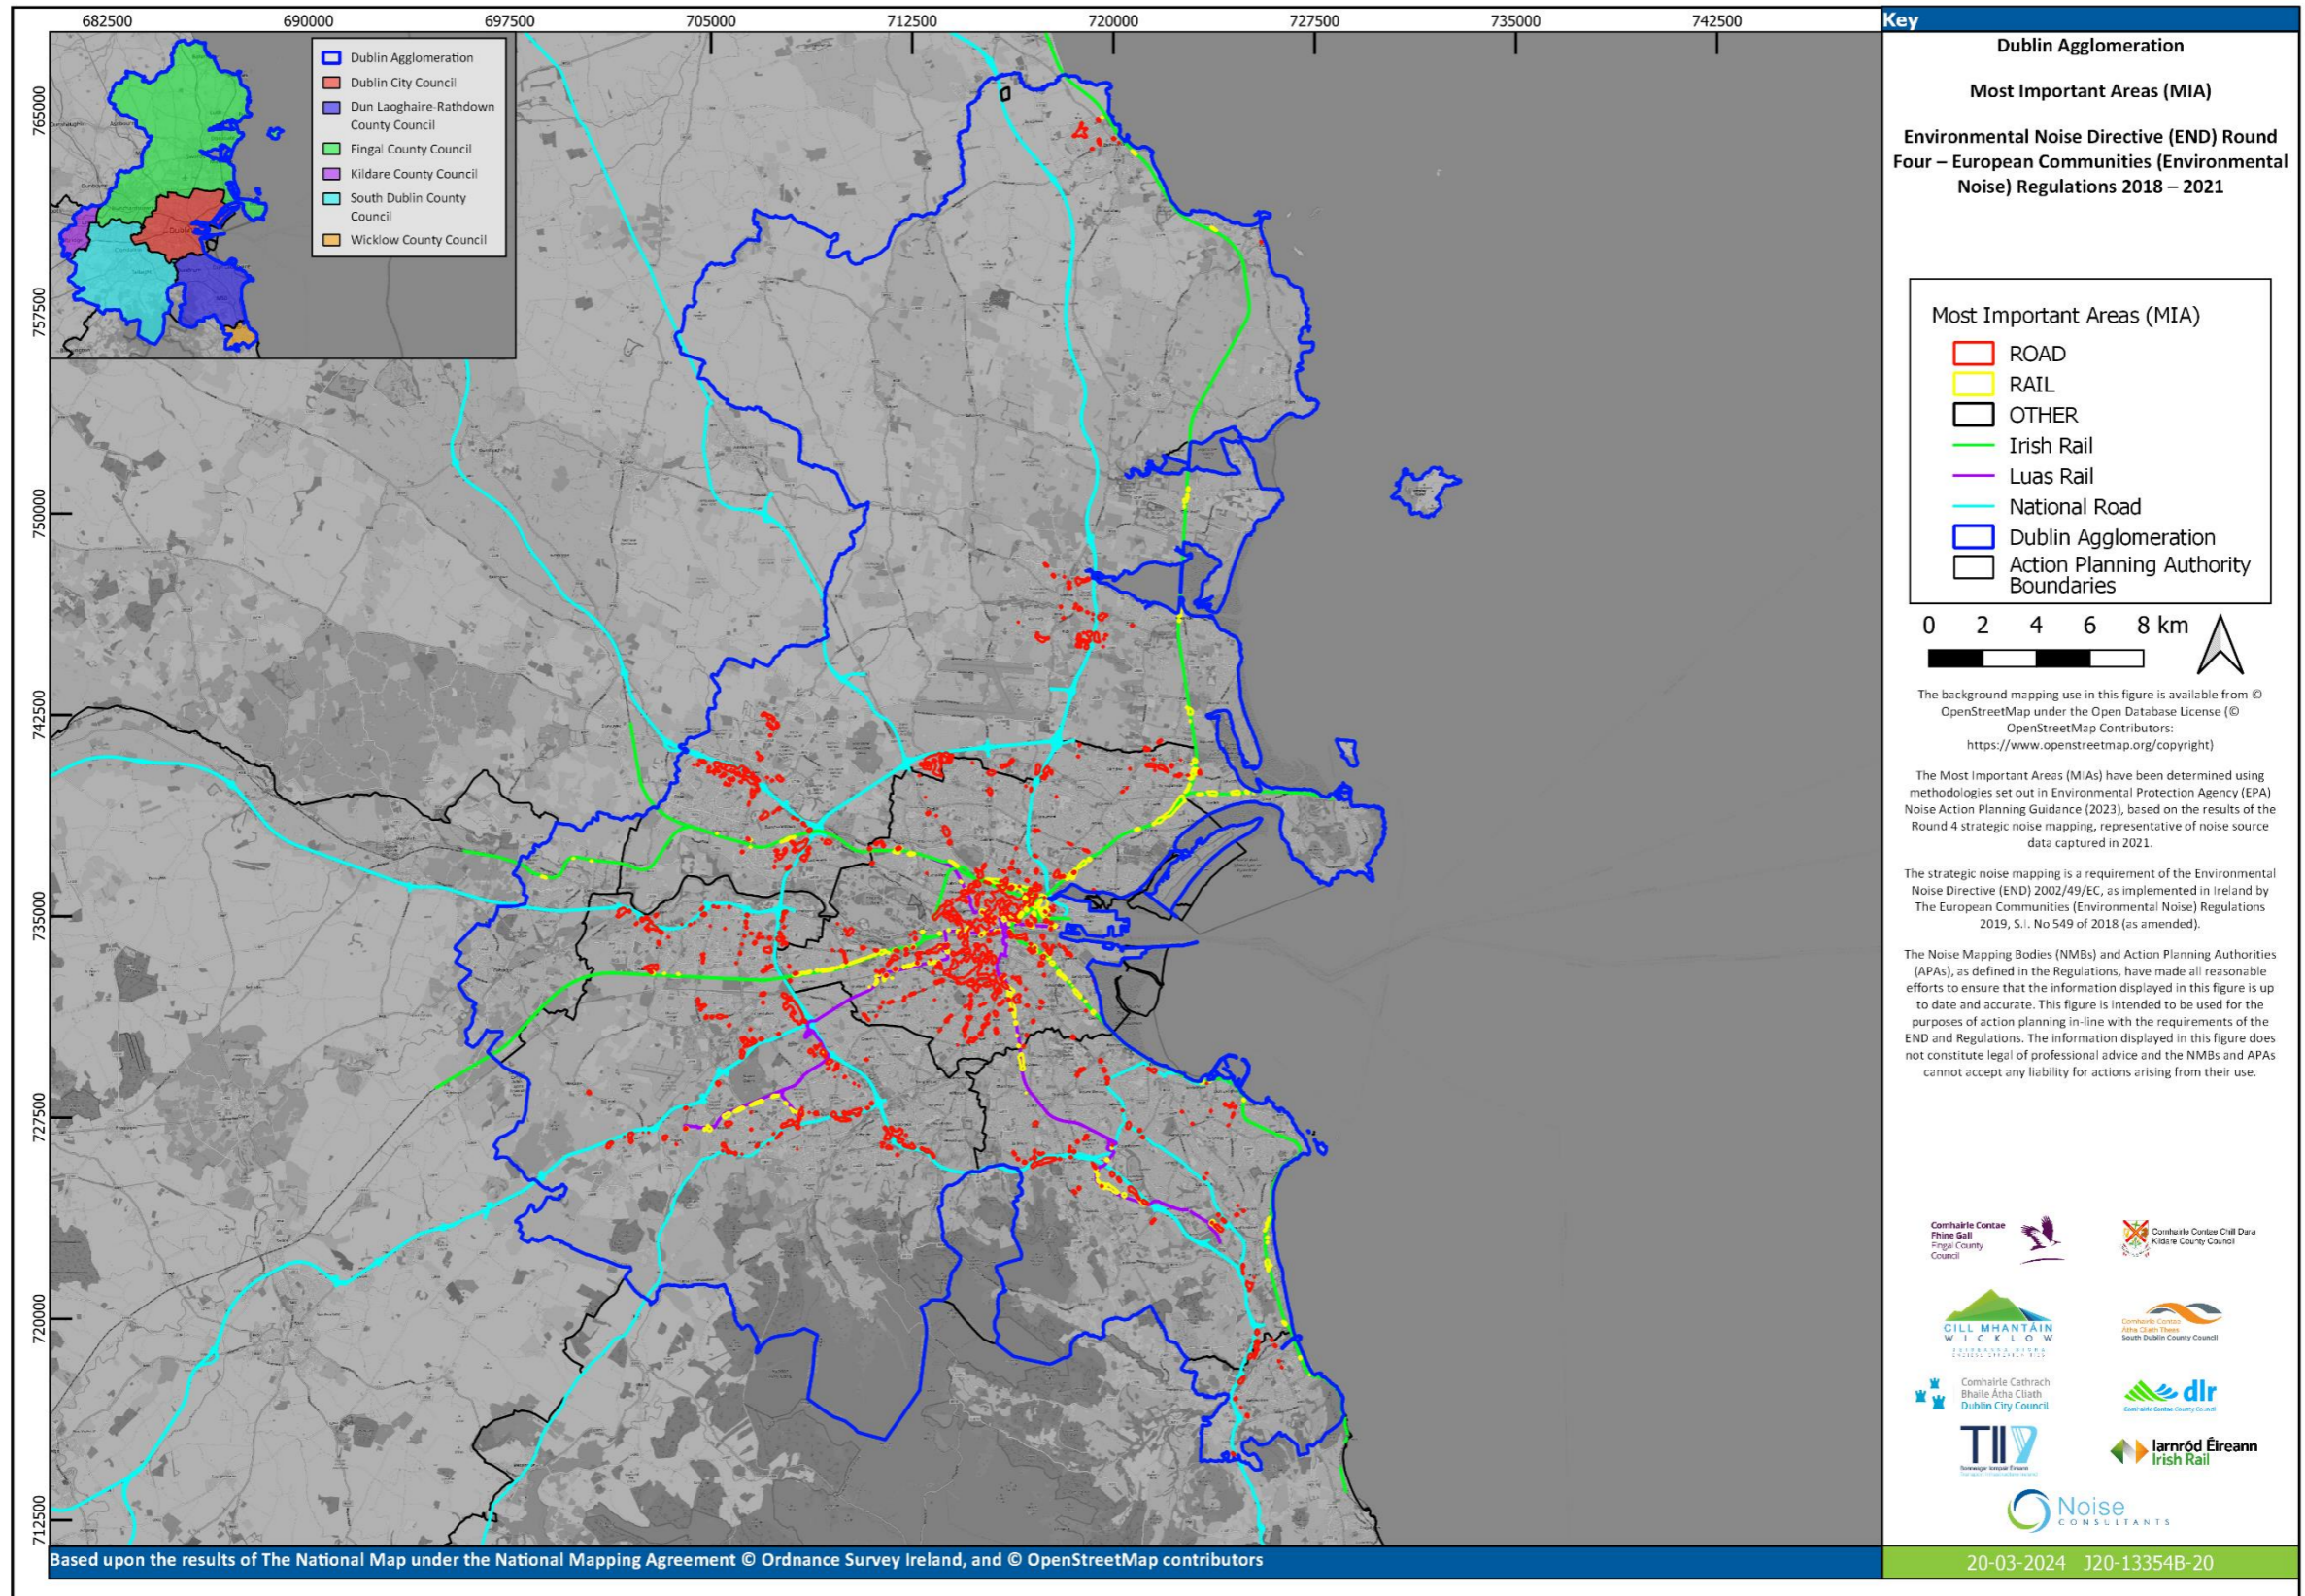 682500
690000
697500
705000
712500
720000
727500
735000
742500
765000
757500
750000
742500
735000
727500
720000
712500
Dublin Agglomeration
Dublin City Council
Dun Laoghaire-Rathdown
County Council
Fingal County Council
Kildare County Council
South Dublin County
Council
Wicklow County Council
Key
Dublin Agglomeration
Most Important Areas (MIA)
Environmental Noise Directive (END) Round
Four – European Communities (Environmental
Noise) Regulations 2018 – 2021
Most Important Areas (MIA)
ROAD
RAIL
OTHER
Irish Rail
Luas Rail
National Road
Dublin Agglomeration
Action Planning Authority
Boundaries
0 2 4 6 8 km
The background mapping use in this figure is available from ©
OpenStreetMap under the Open Database License (©
OpenStreetMap Contributors:
https://www.openstreetmap.org/copyright)
The Most Important Areas (MIAs) have been determined using
methodologies set out in Environmental Protection Agency (EPA)
Noise Action Planning Guidance (2023), based on the results of the
Round 4 strategic noise mapping, representative of noise source
data captured in 2021.
The strategic noise mapping is a requirement of the Environmental
Noise Directive (END) 2002/49/EC, as implemented in Ireland by
The European Communities (Environmental Noise) Regulations
2019, S.I. No 549 of 2018 (as amended).
The Noise Mapping Bodies (NMBs) and Action Planning Authorities
(APAs), as defined in the Regulations, have made all reasonable
efforts to ensure that the information displayed in this figure is up
to date and accurate. This figure is intended to be used for the
purposes of action planning in-line with the requirements of the
END and Regulations. The information displayed in this figure does
not constitute legal of professional advice and the NMBs and APAs
cannot accept any liability for actions arising from their use.
Comhairle Contae
Fhine Gall
Fingal County
Council
Comhairle Contae Chill Dara
Kildare County Council
CILL MHANTÁIN
WICKLOW
Comhairle Contae
Átha Cliath Theas
South Dublin County Council
Comhairle Cathrach
Bhaile Átha Cliath
Dublin City Council
dlr
Comhairle Contae County Council
TII
Iarnród Éireann
Irish Rail
Noise
CONSULTANTS
Based upon the results of The National Map under the National Mapping Agreement © Ordnance Survey Ireland, and © OpenStreetMap contributors
20-03-2024 J20-13354B-20